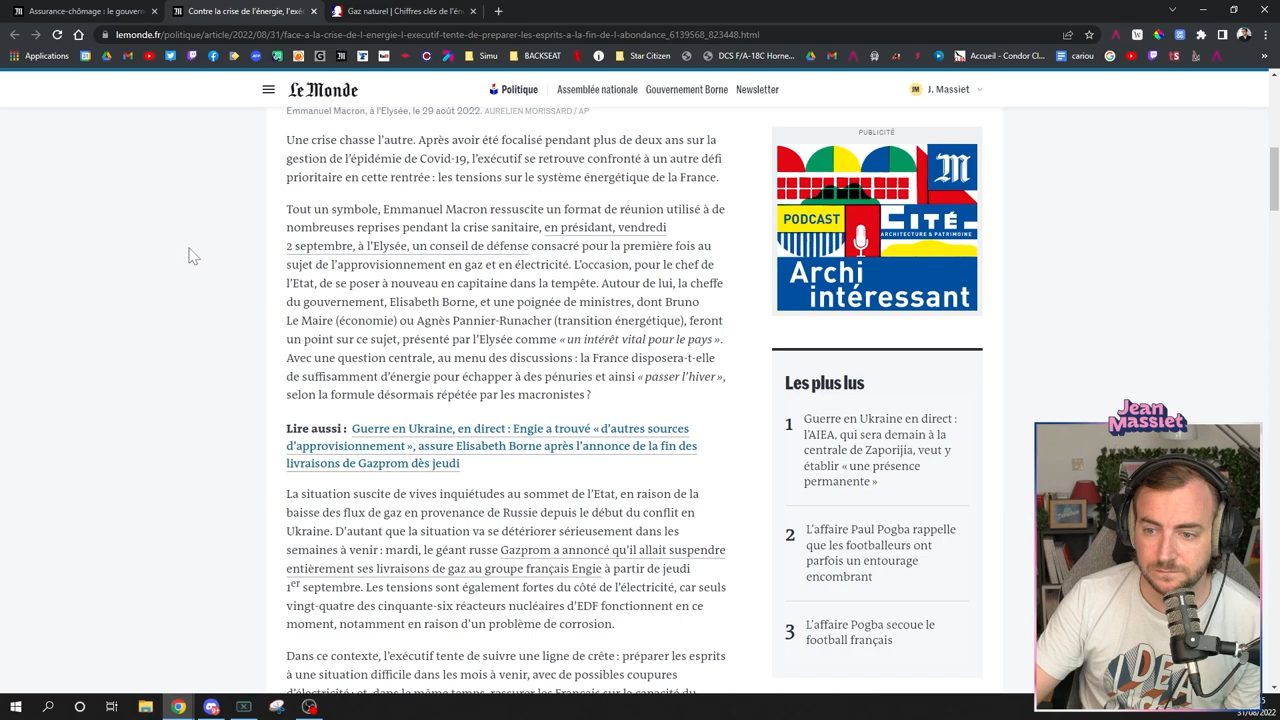 Assurance-chômage : le gouvern
Contre la crise de l'énergie, l'exé
Gaz naturel | Chiffres clés de l'én
lemonde.fr/politique/article/2022/08/31/face-a-la-crise-de-l-energie-l-executif-tente-de-preparer-les-esprits-a-la-fin-de-l-abondance_6139568_823448.html
Applications
Simu
BACKSEAT
Star Citizen
DCS F/A-18C Horne...
Accueil - Condor Cl...
cariou
»
Le Monde
Politique
Assemblée nationale
Gouvernement Borne
Newsletter
JM
J. Massiet
Emmanuel Macron, à l'Elysée, le 29 août 2022. AURELIEN MORISSARD / AP
Une crise chasse l'autre. Après avoir été focalisé pendant plus de deux ans sur la
gestion de l'épidémie de Covid-19, l'exécutif se retrouve confronté à un autre défi
prioritaire en cette rentrée : les tensions sur le système énergétique de la France.
Tout un symbole, Emmanuel Macron ressuscite un format de réunion utilisé à de
nombreuses reprises pendant la crise sanitaire, en présidant, vendredi
2 septembre, à l'Elysée, un conseil de défense consacré pour la première fois au
sujet de l'approvisionnement en gaz et en électricité. L'occasion, pour le chef de
l'Etat, de se poser à nouveau en capitaine dans la tempête. Autour de lui, la cheffe
du gouvernement, Elisabeth Borne, et une poignée de ministres, dont Bruno
Le Maire (économie) ou Agnès Pannier-Runacher (transition énergétique), feront
un point sur ce sujet, présenté par l'Elysée comme « un intérêt vital pour le pays ».
Avec une question centrale, au menu des discussions : la France disposera-t-elle
de suffisamment d'énergie pour échapper à des pénuries et ainsi « passer l'hiver »,
selon la formule désormais répétée par les macronistes ?
Lire aussi : Guerre en Ukraine, en direct : Engie a trouvé « d'autres sources
d'approvisionnement », assure Elisabeth Borne après l'annonce de la fin des
livraisons de Gazprom dès jeudi
La situation suscite de vives inquiétudes au sommet de l'Etat, en raison de la
baisse des flux de gaz en provenance de Russie depuis le début du conflit en
Ukraine. D'autant que la situation va se détériorer sérieusement dans les
semaines à venir : mardi, le géant russe Gazprom a annoncé qu'il allait suspendre
entièrement ses livraisons de gaz au groupe français Engie à partir de jeudi
1er septembre. Les tensions sont également fortes du côté de l'électricité, car seuls
vingt-quatre des cinquante-six réacteurs nucléaires d'EDF fonctionnent en ce
moment, notamment en raison d'un problème de corrosion.
Dans ce contexte, l'exécutif tente de suivre une ligne de crête : préparer les esprits
à une situation difficile dans les mois à venir, avec de possibles coupures
d'électricité ; et, dans le même temps, rassurer les Français sur la capacité du
PUBLICITÉ
M
PODCAST
CITÉ
ARCHITECTURE & PATRIMOINE
Archi
intéressant
Les plus lus
1
Guerre en Ukraine en direct :
l'AIEA, qui sera demain à la
centrale de Zaporijia, veut y
établir « une présence
permanente »
2
L'affaire Paul Pogba rappelle
que les footballeurs ont
parfois un entourage
encombrant
3
L'affaire Pogba secoue le
football français
Jean
Massiet
31/08/2022